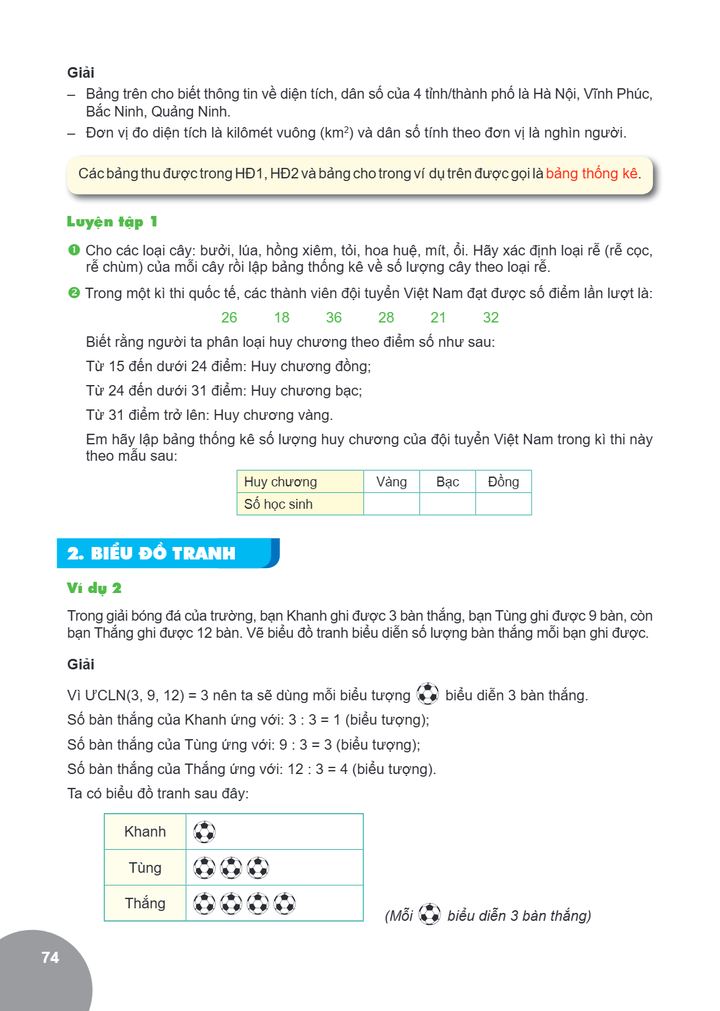 Giải
– Bảng trên cho biết thông tin về diện tích, dân số của 4 tỉnh/thành phố là Hà Nội, Vĩnh Phúc,
Bắc Ninh, Quảng Ninh.
– Đơn vị đo diện tích là kilômét vuông (km²) và dân số tính theo đơn vị là nghìn người.
Các bảng thu được trong HĐ1, HĐ2 và bảng cho trong ví dụ trên được gọi là bảng thống kê.
Luyện tập 1
❶ Cho các loại cây: bưởi, lúa, hồng xiêm, tỏi, hoa huệ, mít, ổi. Hãy xác định loại rễ (rễ cọc,
rễ chùm) của mỗi cây rồi lập bảng thống kê về số lượng cây theo loại rễ.
❷ Trong một kì thi quốc tế, các thành viên đội tuyển Việt Nam đạt được số điểm lần lượt là:
26 18 36 28 21 32
Biết rằng người ta phân loại huy chương theo điểm số như sau:
Từ 15 đến dưới 24 điểm: Huy chương đồng;
Từ 24 đến dưới 31 điểm: Huy chương bạc;
Từ 31 điểm trở lên: Huy chương vàng.
Em hãy lập bảng thống kê số lượng huy chương của đội tuyển Việt Nam trong kì thi này
theo mẫu sau:
Huy chương Vàng Bạc Đồng
Số học sinh
2. BIỂU ĐỒ TRANH
Ví dụ 2
Trong giải bóng đá của trường, bạn Khanh ghi được 3 bàn thắng, bạn Tùng ghi được 9 bàn, còn
bạn Thắng ghi được 12 bàn. Vẽ biểu đồ tranh biểu diễn số lượng bàn thắng mỗi bạn ghi được.
Giải
Vì ƯCLN(3, 9, 12) = 3 nên ta sẽ dùng mỗi biểu tượng biểu diễn 3 bàn thắng.
Số bàn thắng của Khanh ứng với: 3 : 3 = 1 (biểu tượng);
Số bàn thắng của Tùng ứng với: 9 : 3 = 3 (biểu tượng);
Số bàn thắng của Thắng ứng với: 12 : 3 = 4 (biểu tượng).
Ta có biểu đồ tranh sau đây:
Khanh
Tùng
Thắng
(Mỗi biểu diễn 3 bàn thắng)
74